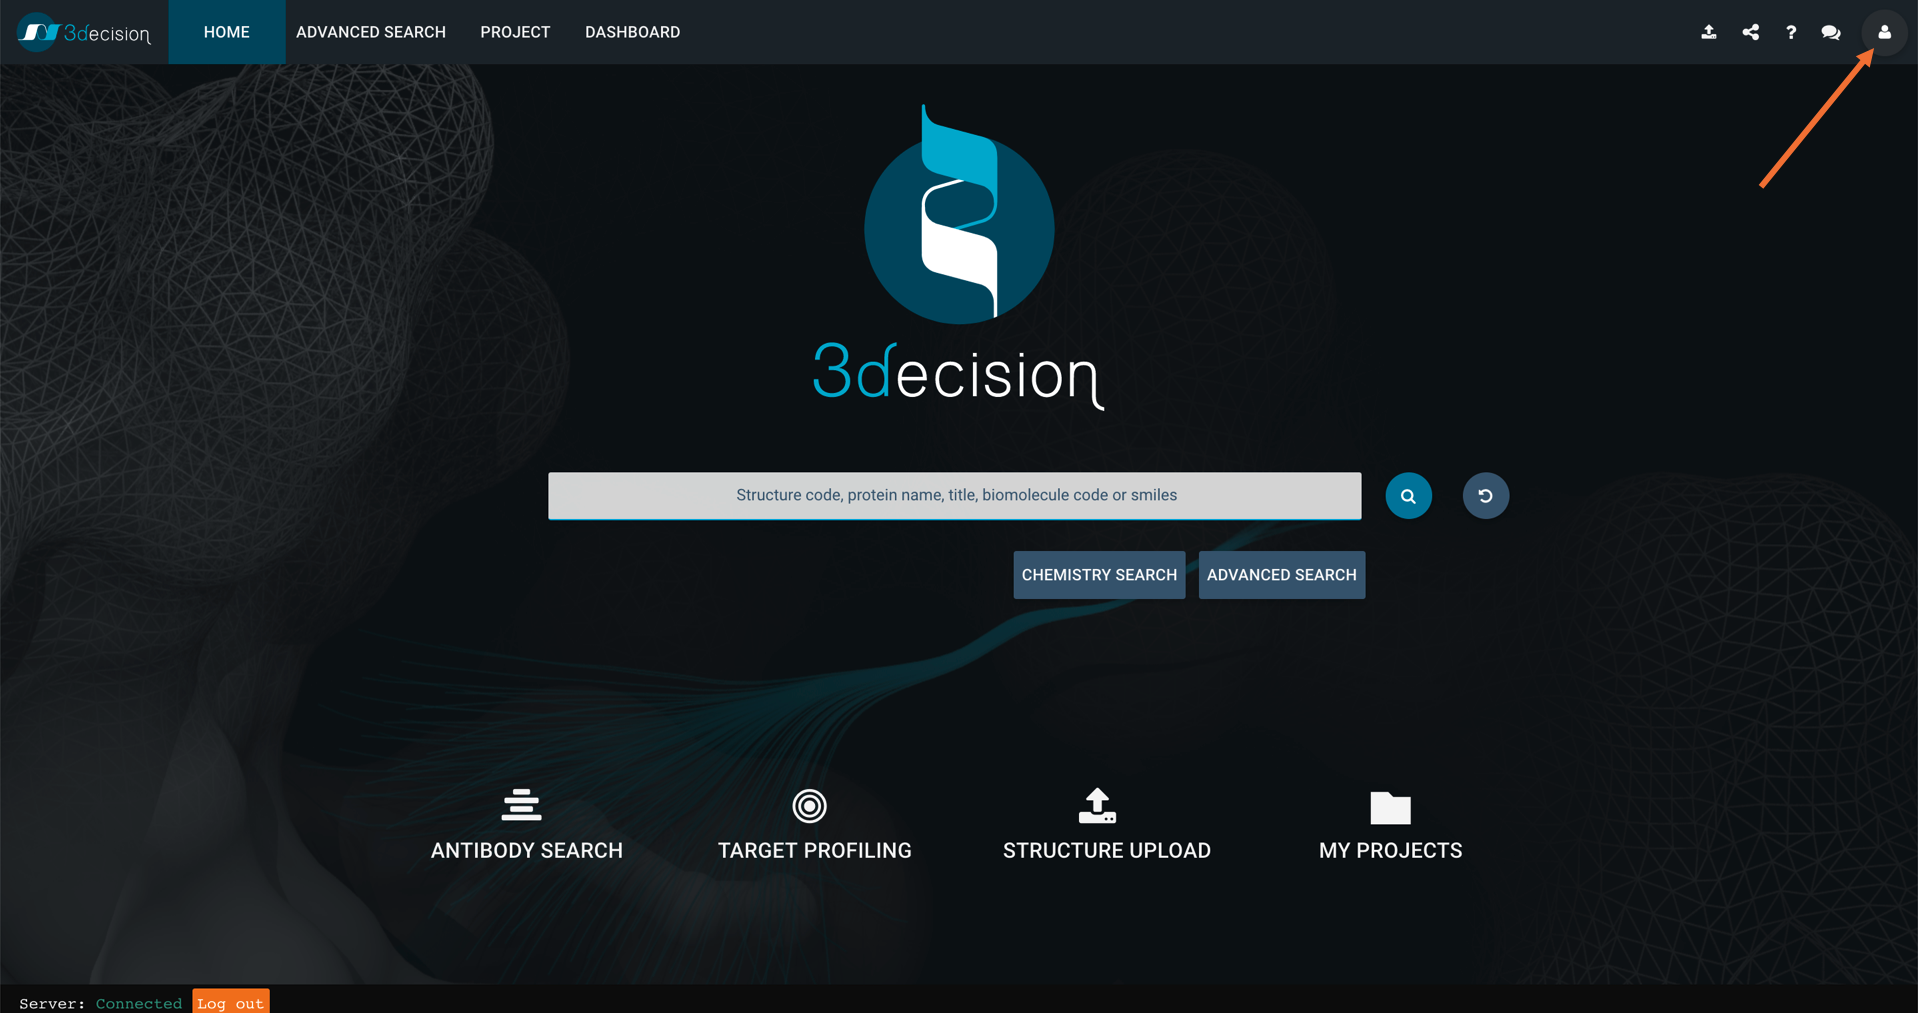 3decision
HOME
ADVANCED SEARCH
PROJECT
DASHBOARD
?
3decision
Structure code, protein name, title, biomolecule code or smiles
CHEMISTRY SEARCH
ADVANCED SEARCH
ANTIBODY SEARCH
TARGET PROFILING
STRUCTURE UPLOAD
MY PROJECTS
Server: Connected Log out